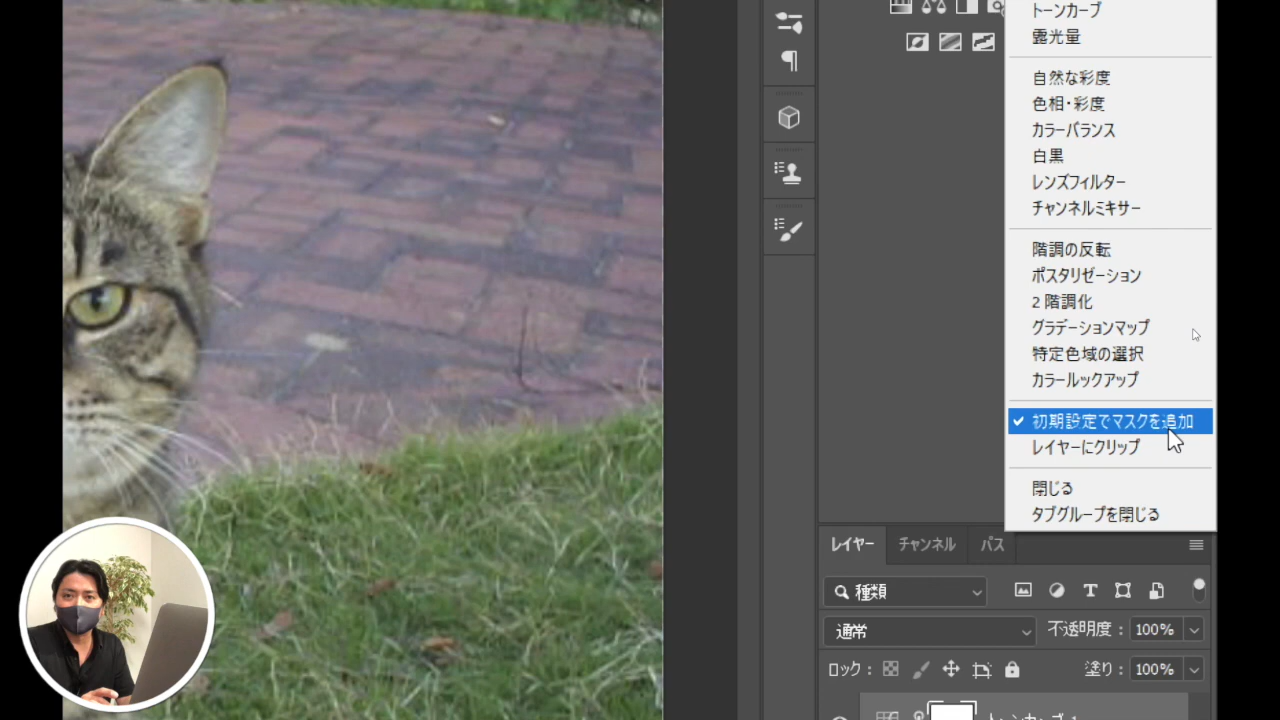 トーンカーブ
露光量
自然な彩度
色相・彩度
カラーバランス
白黒
レンズフィルター
チャンネルミキサー
階調の反転
ポスタリゼーション
2 階調化
グラデーションマップ
特定色域の選択
カラールックアップ
初期設定でマスクを追加
レイヤーにクリップ
閉じる
タブグループを閉じる
レイヤー チャンネル パス
種類
通常 不透明度： 100%
ロック： 塗り： 100%
トーンカーブ 1